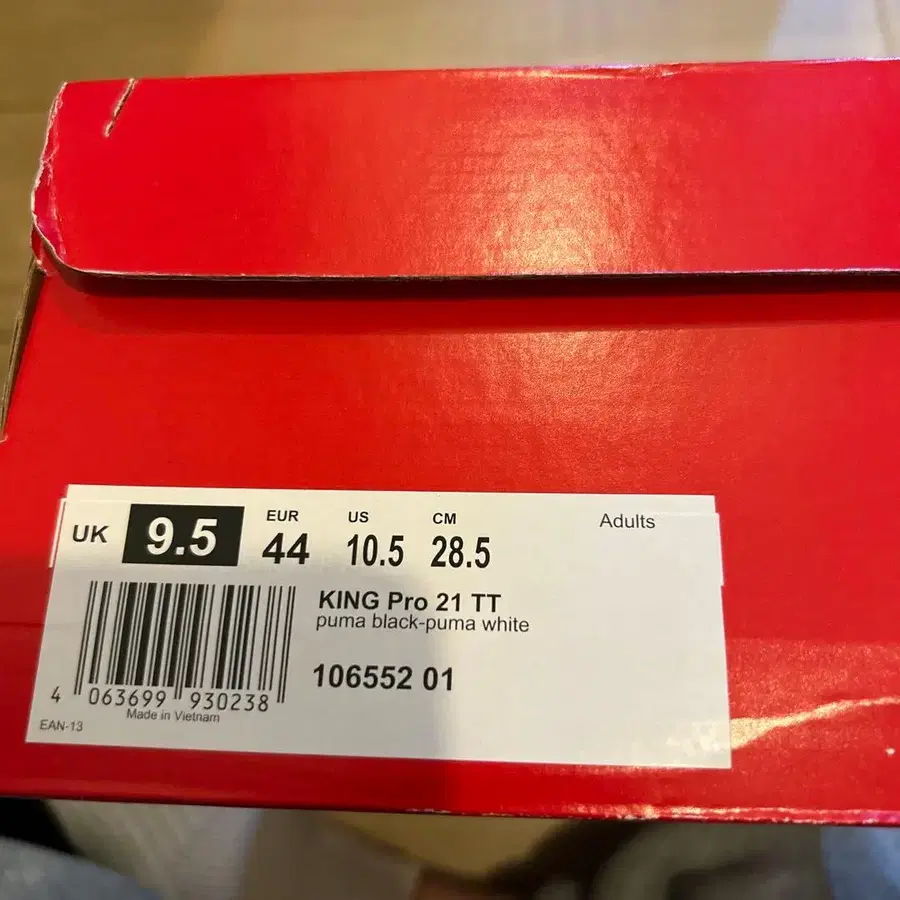 UK 9.5 EUR 44 US 10.5 CM 28.5 Adults
KING Pro 21 TT
puma black-puma white
106552 01
4 063699 930238
Made in Vietnam
EAN-13